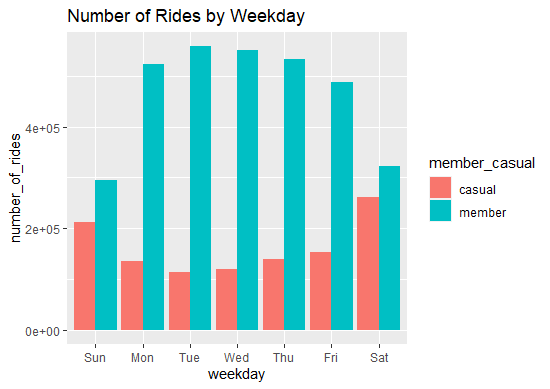 Number of Rides by Weekday
number_of_rides
4e+05
2e+05
0e+00
Sun Mon Tue Wed Thu Fri Sat
weekday
member_casual
casual
member